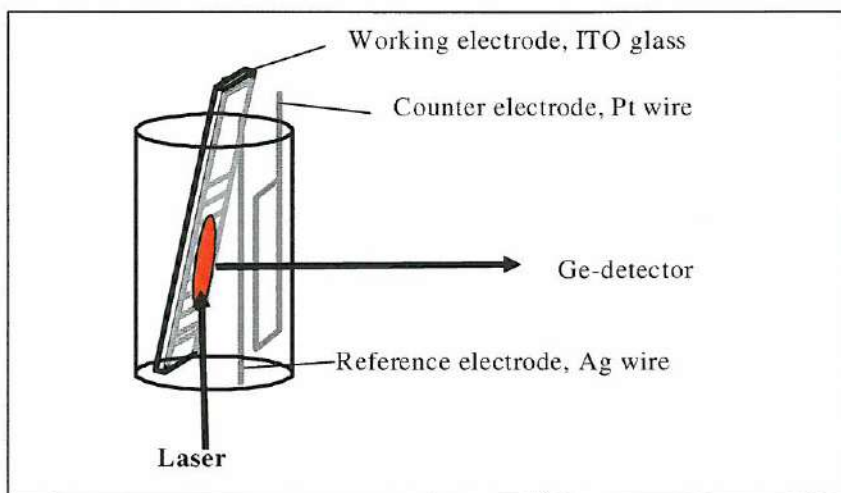 Working electrode, ITO glass
Counter electrode, Pt wire
Ge-detector
Reference electrode, Ag wire
Laser